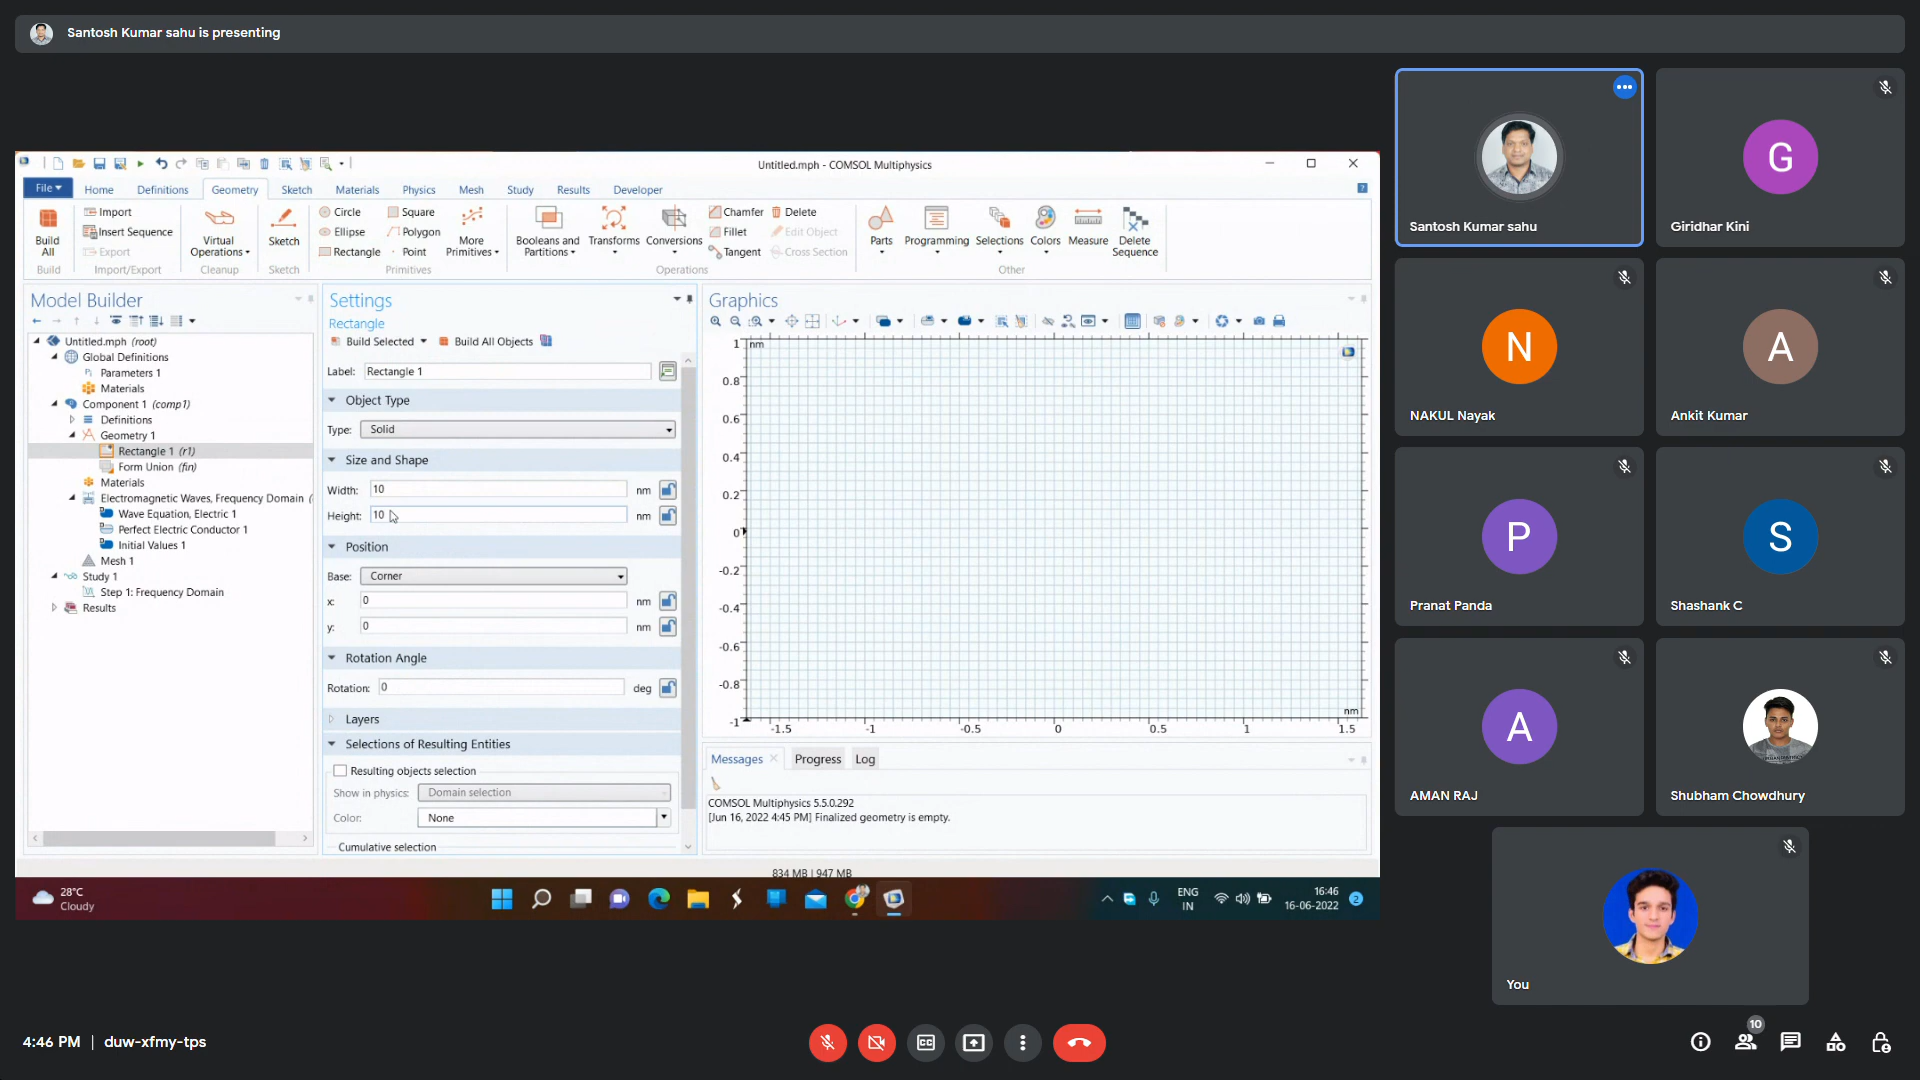 Santosh Kumar sahu is presenting
Untitled.mph - COMSOL Multiphysics
File Home Definitions Geometry Sketch Materials Physics Mesh Study Results Developer
Build All
Build
Import
Insert Sequence
Export
Import/Export
Virtual Operations
Cleanup
Sketch
Sketch
Circle Square
Ellipse Polygon
Rectangle Point
More Primitives
Primitives
Booleans and Partitions
Transforms
Conversions
Chamfer Delete
Fillet Edit Object
Tangent Cross Section
Operations
Parts
Programming
Selections
Colors
Measure
Delete Sequence
Other
Model Builder
Untitled.mph (root)
Global Definitions
Parameters 1
Materials
Component 1 (comp1)
Definitions
Geometry 1
Rectangle 1 (r1)
Form Union (fin)
Materials
Electromagnetic Waves, Frequency Domain (
Wave Equation, Electric 1
Perfect Electric Conductor 1
Initial Values 1
Mesh 1
Study 1
Step 1: Frequency Domain
Results
Settings
Rectangle
Build Selected Build All Objects
Label: Rectangle 1
Object Type
Type: Solid
Size and Shape
Width: 10 nm
Height: 10 nm
Position
Base: Corner
x: 0 nm
y: 0 nm
Rotation Angle
Rotation: 0 deg
Layers
Selections of Resulting Entities
Resulting objects selection
Show in physics: Domain selection
Color: None
Cumulative selection
Graphics
1 nm
0.8
0.6
0.4
0.2
0
-0.2
-0.4
-0.6
-0.8
-1
nm
-1.5 -1 -0.5 0 0.5 1 1.5
Messages Progress Log
COMSOL Multiphysics 5.5.0.292
[Jun 16, 2022 4:45 PM] Finalized geometry is empty.
834 MB | 947 MB
28°C
Cloudy
ENG
IN
16:46
16-06-2022
2
Santosh Kumar sahu
G
Giridhar Kini
N
NAKUL Nayak
A
Ankit Kumar
P
Pranat Panda
S
Shashank C
A
AMAN RAJ
Shubham Chowdhury
You
4:46 PM | duw-xfmy-tps
CC
10